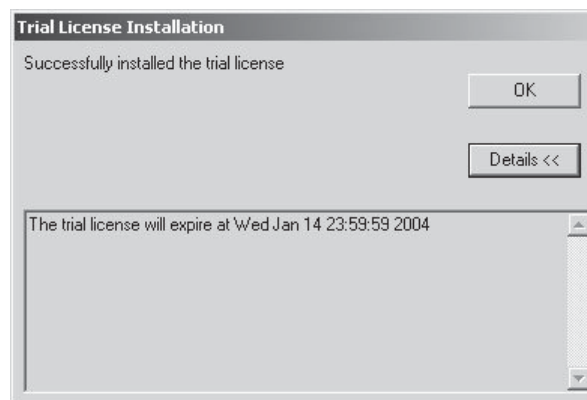 Trial License Installation
Successfully installed the trial license
OK
Details <<
The trial license will expire at Wed Jan 14 23:59:59 2004